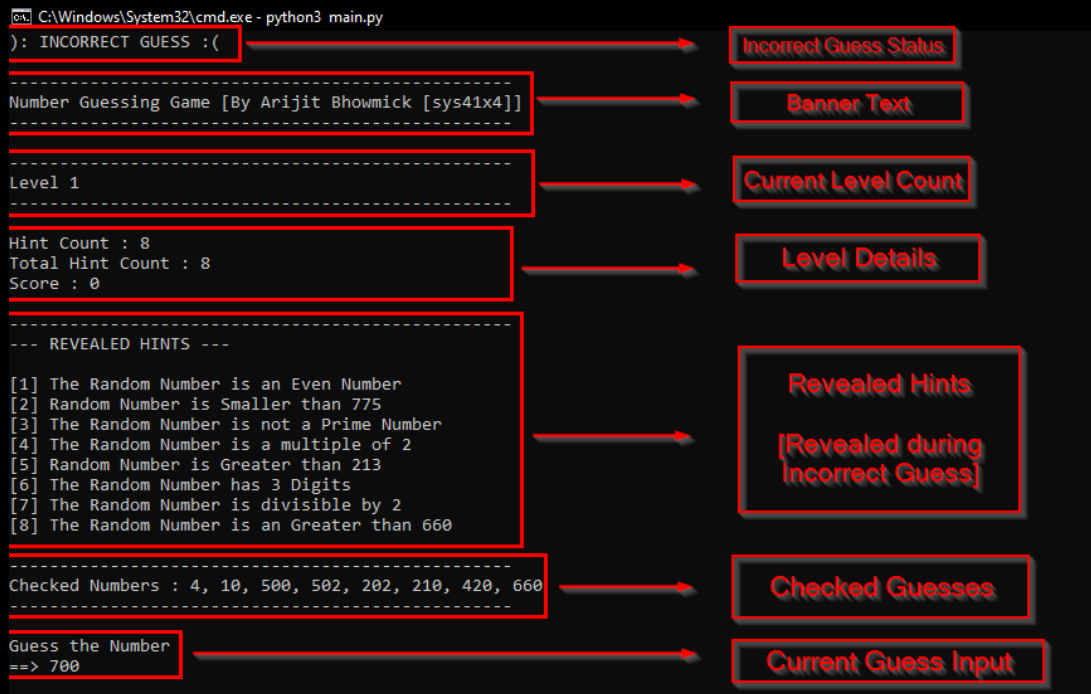 C:\Windows\System32\cmd.exe - python3 main.py
): INCORRECT GUESS :(
Incorrect Guess Status
--------------------------------------------------
Number Guessing Game [By Arijit Bhowmick [sys41x4]]
--------------------------------------------------
Banner Text
--------------------------------------------------
Level 1
--------------------------------------------------
Current Level Count
Hint Count : 8
Total Hint Count : 8
Score : 0
Level Details
--------------------------------------------------
--- REVEALED HINTS ---
[1] The Random Number is an Even Number
[2] Random Number is Smaller than 775
[3] The Random Number is not a Prime Number
[4] The Random Number is a multiple of 2
[5] Random Number is Greater than 213
[6] The Random Number has 3 Digits
[7] The Random Number is divisible by 2
[8] The Random Number is an Greater than 660
Revealed Hints
[Revealed during
Incorrect Guess]
--------------------------------------------------
Checked Numbers : 4, 10, 500, 502, 202, 210, 420, 660
--------------------------------------------------
Checked Guesses
Guess the Number
==> 700
Current Guess Input